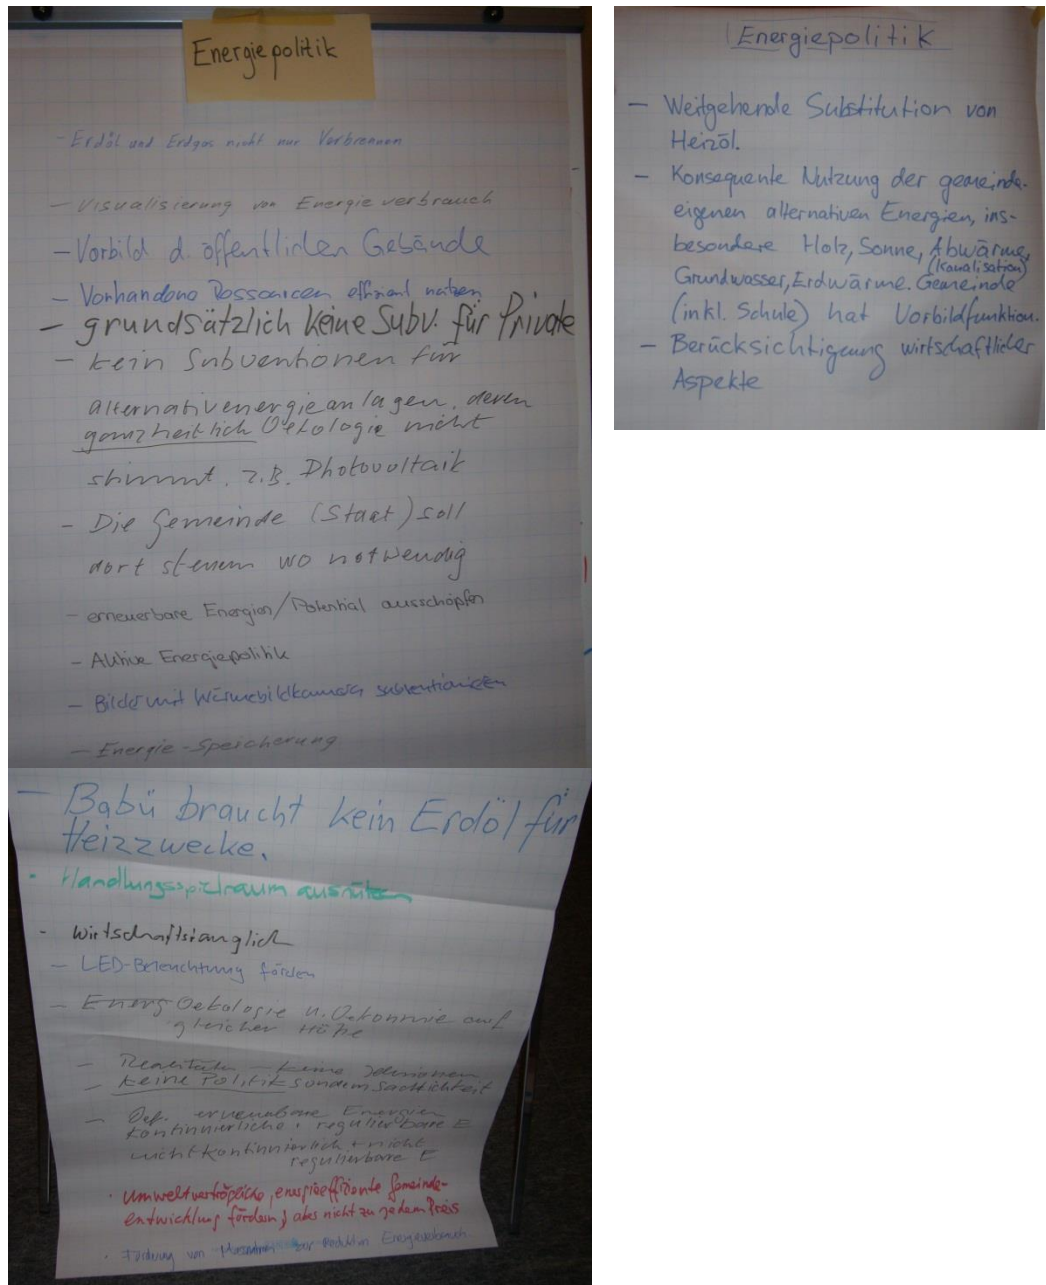 Energiepolitik
- Erdöl und Erdgas nicht nur Verbrennen
- Visualisierung von Energieverbrauch
- Vorbild d. öffentlichen Gebäude
- Vorhandene Ressourcen effizient nutzen
- grundsätzlich keine Subv. für Private
- kein Subventionen für
alternativenergieanlagen, deren
ganzheitlich Oekologie nicht
stimmt. z.B. Photovoltaik
- Die Gemeinde (Staat) soll
dort steuern wo notwendig
- erneuerbare Energien/Potential ausschöpfen
- Aktive Energiepolitik
- Bilder mit Wärmebildkamera subventionieren
- Energie-Speicherung
- Babü braucht kein Erdöl für
Heizzwecke.
- Handlungsspielraum ausnützen
- Wirtschaftstauglich
- LED-Beleuchtung fördern
- Energ Oekologie u. Oekonomie auf
gleicher Höhe
- Realitäten - keine
- keine Politik sondern Sachlichkeit
- Def. erneuerbare Energien
kontinuierliche + regulierbare E
nicht kontinuierlich + nicht
regulierbare E
· Umweltverträgliche, energieeffiziente Gemeinde-
entwicklung fördern, aber nicht zu jedem Preis
· Förderung von zur Reduktion Energieverbrauch
Energiepolitik
- Weitgehende Substitution von
Heizöl.
- Konsequente Nutzung der gemeinde-
eigenen alternativen Energien, ins-
besondere Holz, Sonne, Abwärme,
(Kanalisation)
Grundwasser, Erdwärme. Gemeinde
(inkl. Schule) hat Vorbildfunktion.
- Berücksichtigung wirtschaftlicher
Aspekte